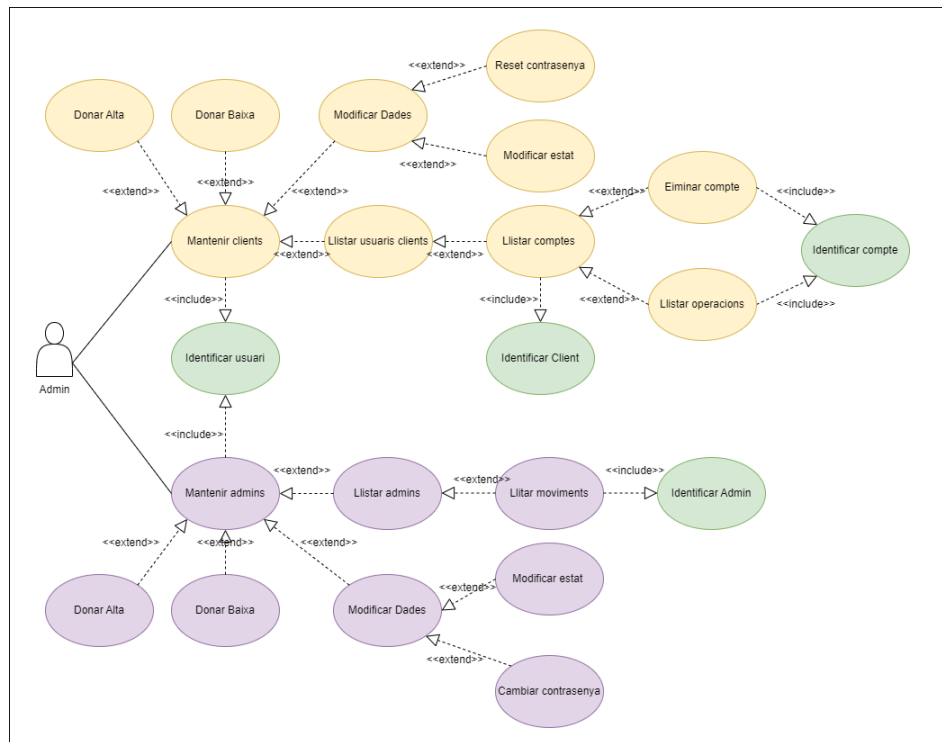 Reset contrasenya
<<extend>>
Donar Alta
Donar Baixa
Modificar Dades
Modificar estat
<<extend>>
<<extend>>
<<extend>>
<<extend>>
Eiminar compte
<<extend>>
<<include>>
Mantenir clients
Llistar usuaris clients
Llistar comptes
Identificar compte
<<extend>>
<<extend>>
<<include>>
<<include>>
<<extend>>
Llistar operacions
<<include>>
Identificar usuari
Identificar Client
Admin
<<include>>
<<extend>>
<<extend>>
<<include>>
Mantenir admins
Llistar admins
Llitar moviments
Identificar Admin
<<extend>>
<<extend>>
<<extend>>
Modificar estat
<<extend>>
Donar Alta
Donar Baixa
Modificar Dades
<<extend>>
Cambiar contrasenya